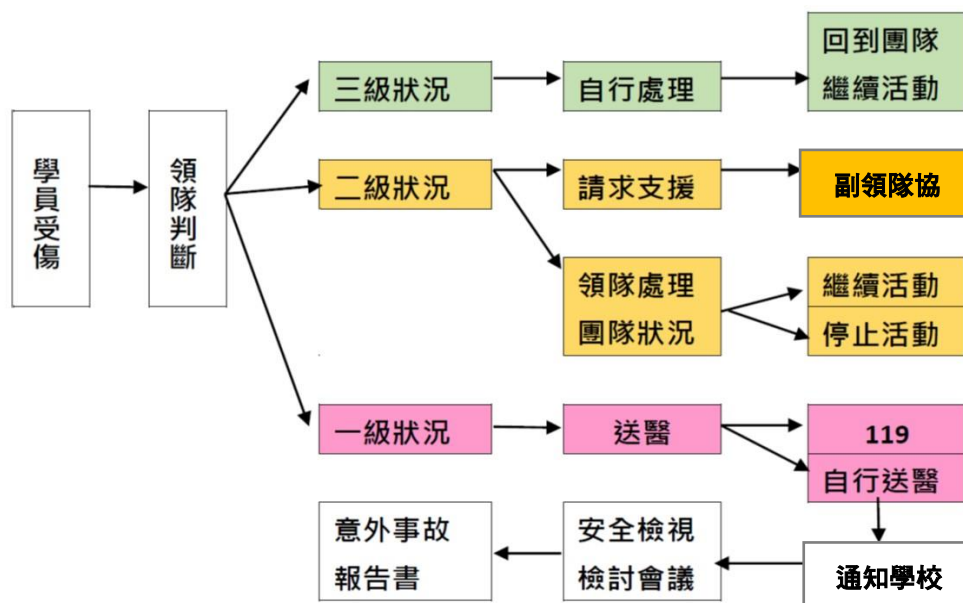 學員受傷
領隊判斷
三級狀況
自行處理
回到團隊
繼續活動
二級狀況
請求支援
副領隊協
領隊處理
團隊狀況
繼續活動
停止活動
一級狀況
送醫
119
自行送醫
意外事故
報告書
安全檢視
檢討會議
通知學校